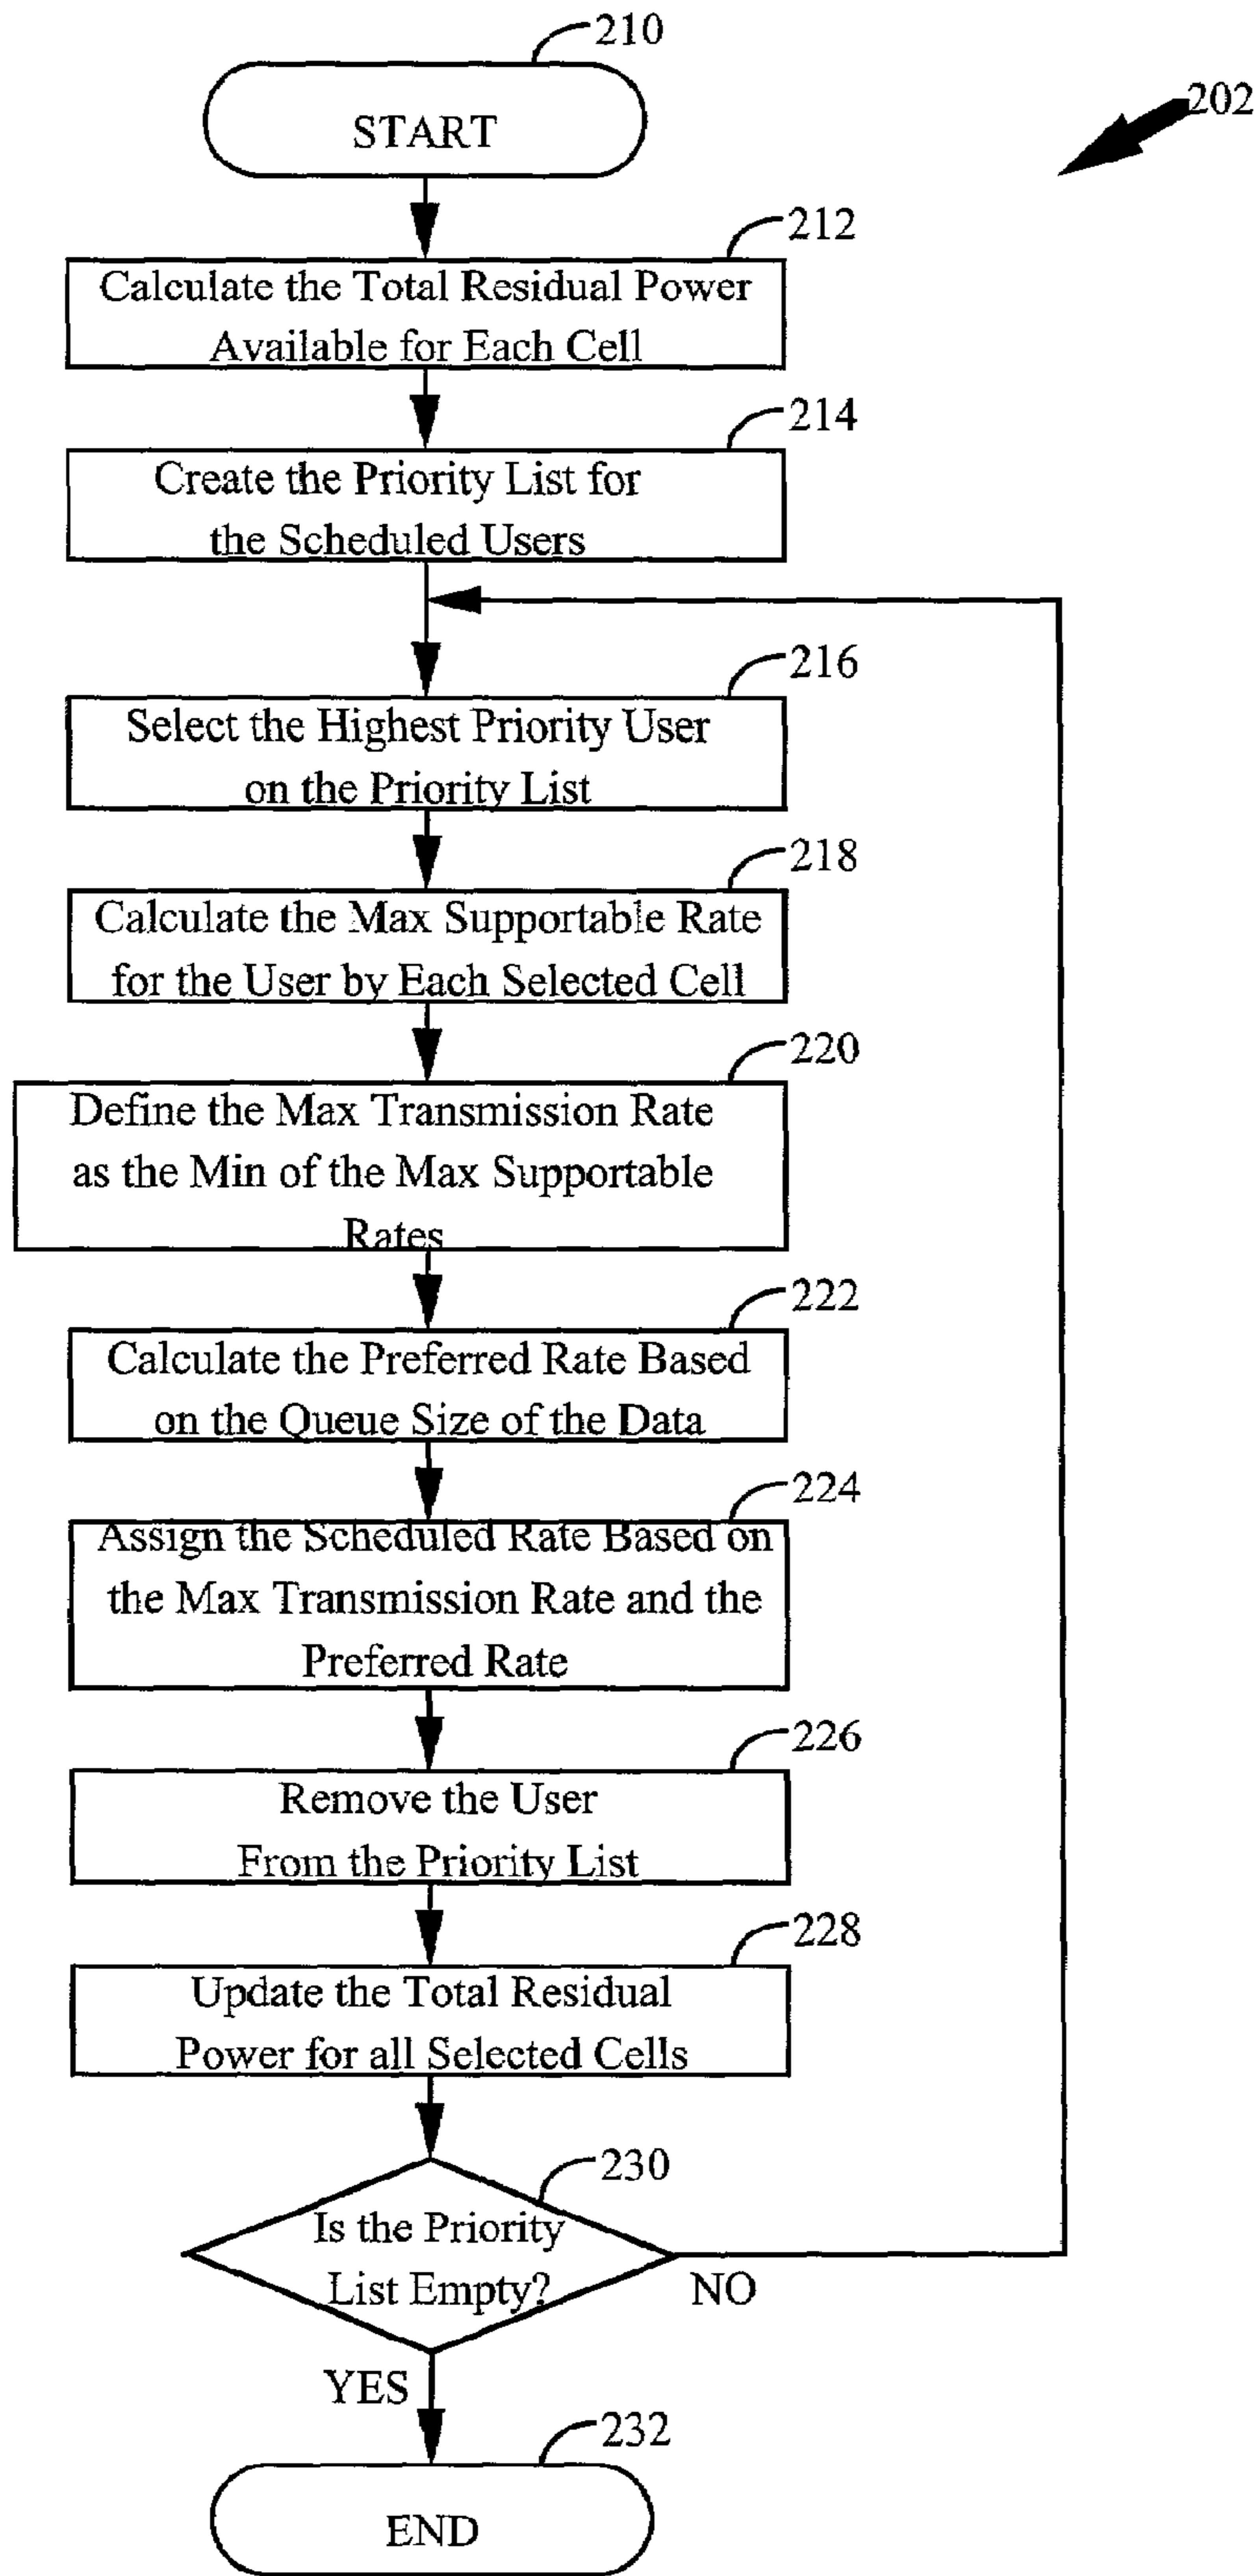 210
START
202
212
Calculate the Total Residual Power
Available for Each Cell
214
Create the Priority List for
the Scheduled Users
216
Select the Highest Priority User
on the Priority List
218
Calculate the Max Supportable Rate
for the User by Each Selected Cell
220
Define the Max Transmission Rate
as the Min of the Max Supportable
Rates
222
Calculate the Preferred Rate Based
on the Queue Size of the Data
224
Assign the Scheduled Rate Based on
the Max Transmission Rate and the
Preferred Rate
226
Remove the User
From the Priority List
228
Update the Total Residual
Power for all Selected Cells
230
Is the Priority
List Empty?
NO
YES
232
END